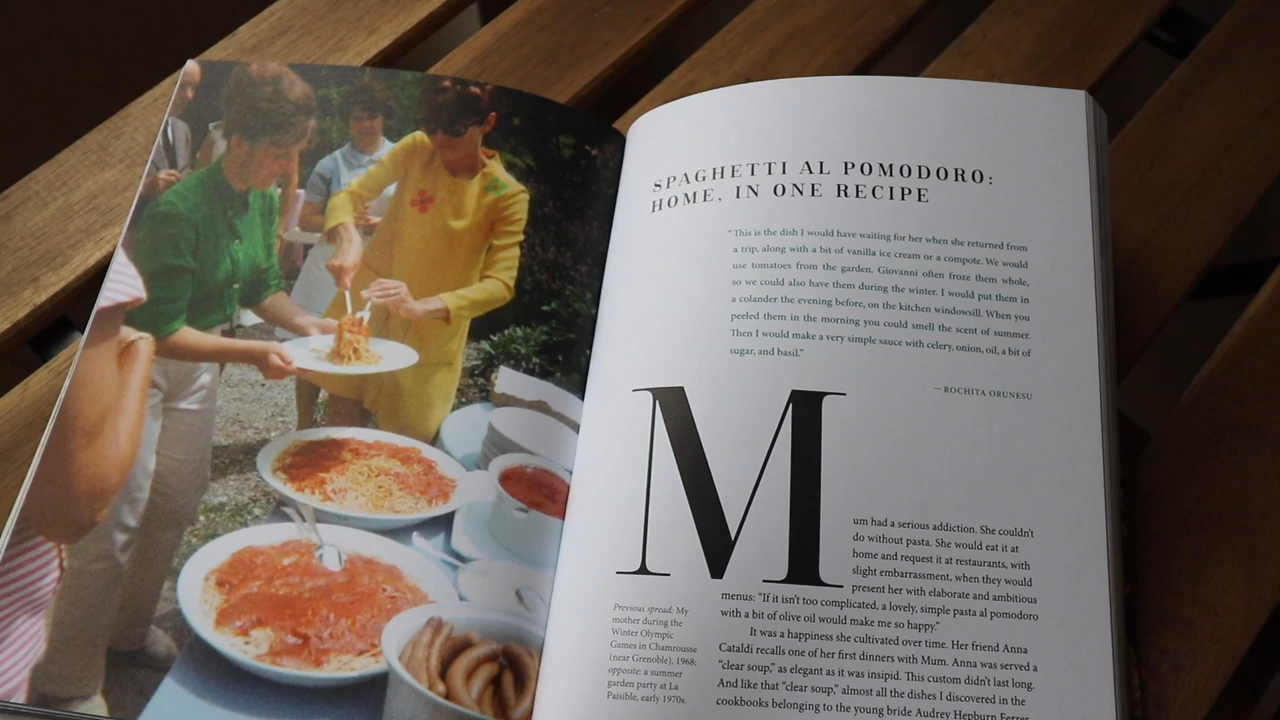 SPAGHETTI AL POMODORO:
HOME, IN ONE RECIPE
“This is the dish I would have waiting for her when she returned from
a trip, along with a bit of vanilla ice cream or a compote. We would
use tomatoes from the garden. Giovanni often froze them whole,
so we could also have them during the winter. I would put them in
a colander the evening before, on the kitchen windowsill. When you
peeled them in the morning you could smell the scent of summer.
Then I would make a very simple sauce with celery, onion, oil, a bit of
sugar, and basil.”
— ROCHITA ORUNESU
Mum had a serious addiction. She couldn’t
do without pasta. She would eat it at
home and request it at restaurants, with
slight embarrassment, when they would
present her with elaborate and ambitious
menus: “If it isn’t too complicated, a lovely, simple pasta al pomodoro
with a bit of olive oil would make me so happy.”
It was a happiness she cultivated over time. Her friend Anna
Cataldi recalls one of her first dinners with Mum. Anna was served a
“clear soup,” as elegant as it was insipid. This custom didn’t last long.
And like that “clear soup,” almost all the dishes I discovered in the
cookbooks belonging to the young bride Audrey Hepburn Ferrer
Previous spread: My
mother during the
Winter Olympic
Games in Chamrousse
(near Grenoble), 1968;
opposite: a summer
garden party at La
Paisible, early 1970s.